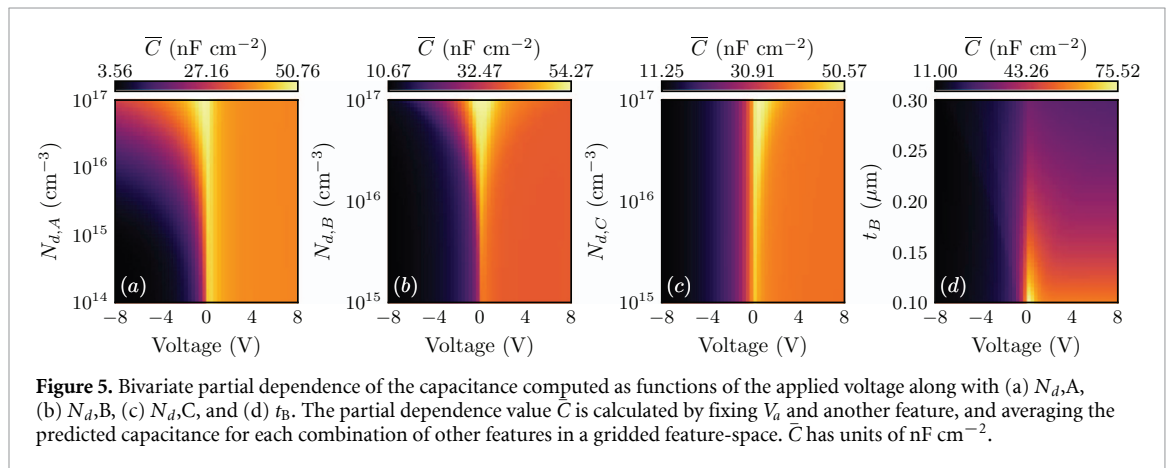 C̅ (nF cm⁻²) C̅ (nF cm⁻²) C̅ (nF cm⁻²) C̅ (nF cm⁻²)
3.56 27.16 50.76 10.67 32.47 54.27 11.25 30.91 50.57 11.00 43.26 75.52
N_{d,A} (cm⁻³)
10¹⁷
10¹⁶
10¹⁵
10¹⁴
(a)
−8 −4 0 4 8
Voltage (V)
N_{d,B} (cm⁻³)
10¹⁷
10¹⁶
10¹⁵
(b)
−8 −4 0 4 8
Voltage (V)
N_{d,C} (cm⁻³)
10¹⁷
10¹⁶
10¹⁵
(c)
−8 −4 0 4 8
Voltage (V)
t_B (μm)
0.30
0.25
0.20
0.15
0.10
(d)
−8 −4 0 4 8
Voltage (V)
Figure 5. Bivariate partial dependence of the capacitance computed as functions of the applied voltage along with (a) N_d,A,
(b) N_d,B, (c) N_d,C, and (d) t_B. The partial dependence value C̄ is calculated by fixing V_a and another feature, and averaging the
predicted capacitance for each combination of other features in a gridded feature-space. C̄ has units of nF cm⁻².